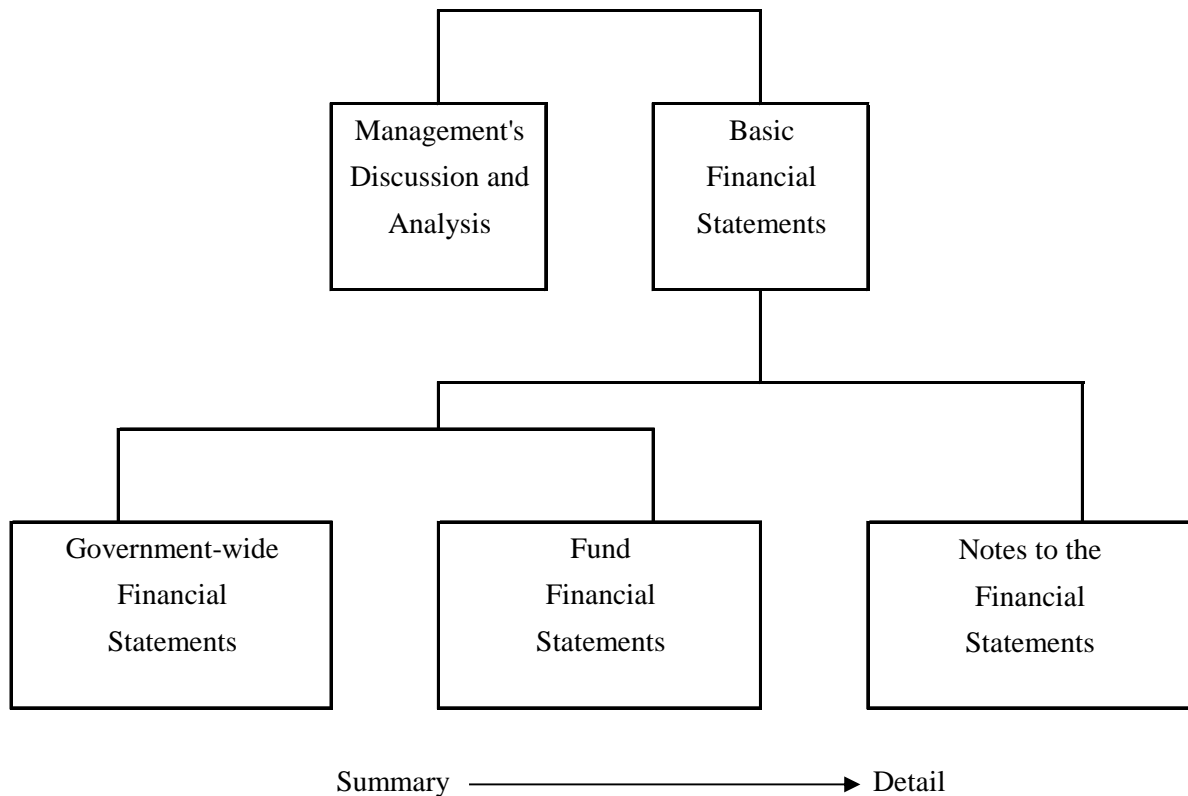 Management's
Discussion and
Analysis
Basic
Financial
Statements
Government-wide
Financial
Statements
Fund
Financial
Statements
Notes to the
Financial
Statements
Summary
Detail